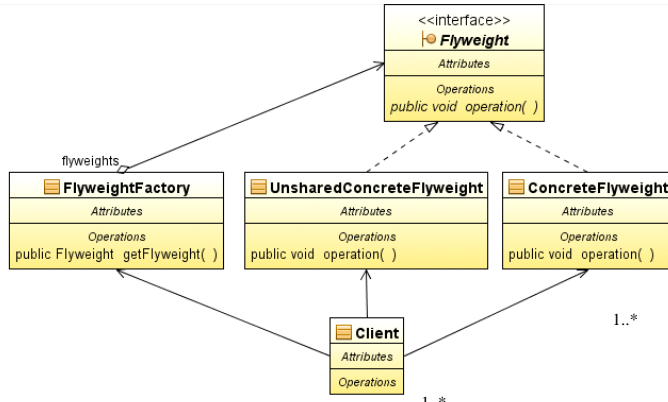 <<interface>>
Flyweight
Attributes
Operations
public void operation( )
flyweights
FlyweightFactory
Attributes
Operations
public Flyweight getFlyweight( )
UnsharedConcreteFlyweight
Attributes
Operations
public void operation( )
ConcreteFlyweight
Attributes
Operations
public void operation( )
1..*
Client
Attributes
Operations
1..*